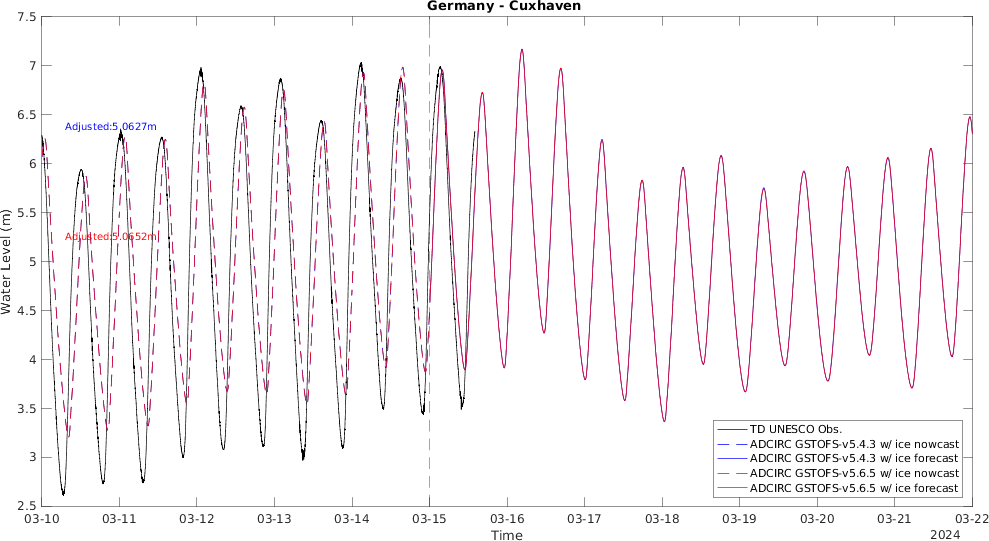 Germany - Cuxhaven
7.5
7
6.5
6
5.5
5
4.5
4
3.5
3
2.5
Water Level (m)
Adjusted:5.0627m
Adjusted:5.0652m
TD UNESCO Obs.
ADCIRC GSTOFS-v5.4.3 w/ ice nowcast
ADCIRC GSTOFS-v5.4.3 w/ ice forecast
ADCIRC GSTOFS-v5.6.5 w/ ice nowcast
ADCIRC GSTOFS-v5.6.5 w/ ice forecast
03-10 03-11 03-12 03-13 03-14 03-15 03-16 03-17 03-18 03-19 03-20 03-21 03-22
Time
2024